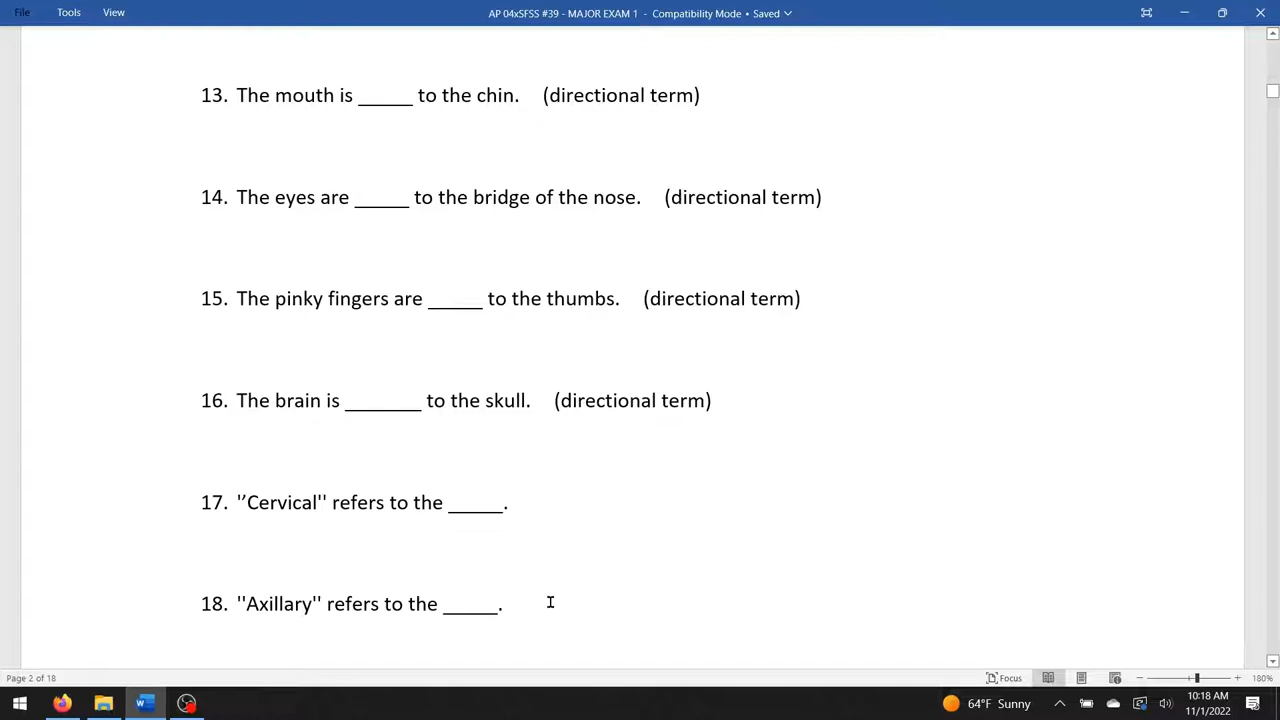 File Tools View AP 04xSFSS #39 - MAJOR EXAM 1 - Compatibility Mode • Saved
13. The mouth is _____ to the chin. (directional term)
14. The eyes are _____ to the bridge of the nose. (directional term)
15. The pinky fingers are _____ to the thumbs. (directional term)
16. The brain is _______ to the skull. (directional term)
17. "’Cervical'' refers to the _____.
18. ''Axillary'' refers to the _____.
Page 2 of 18 Focus 180%
64°F Sunny 10:18 AM
11/1/2022